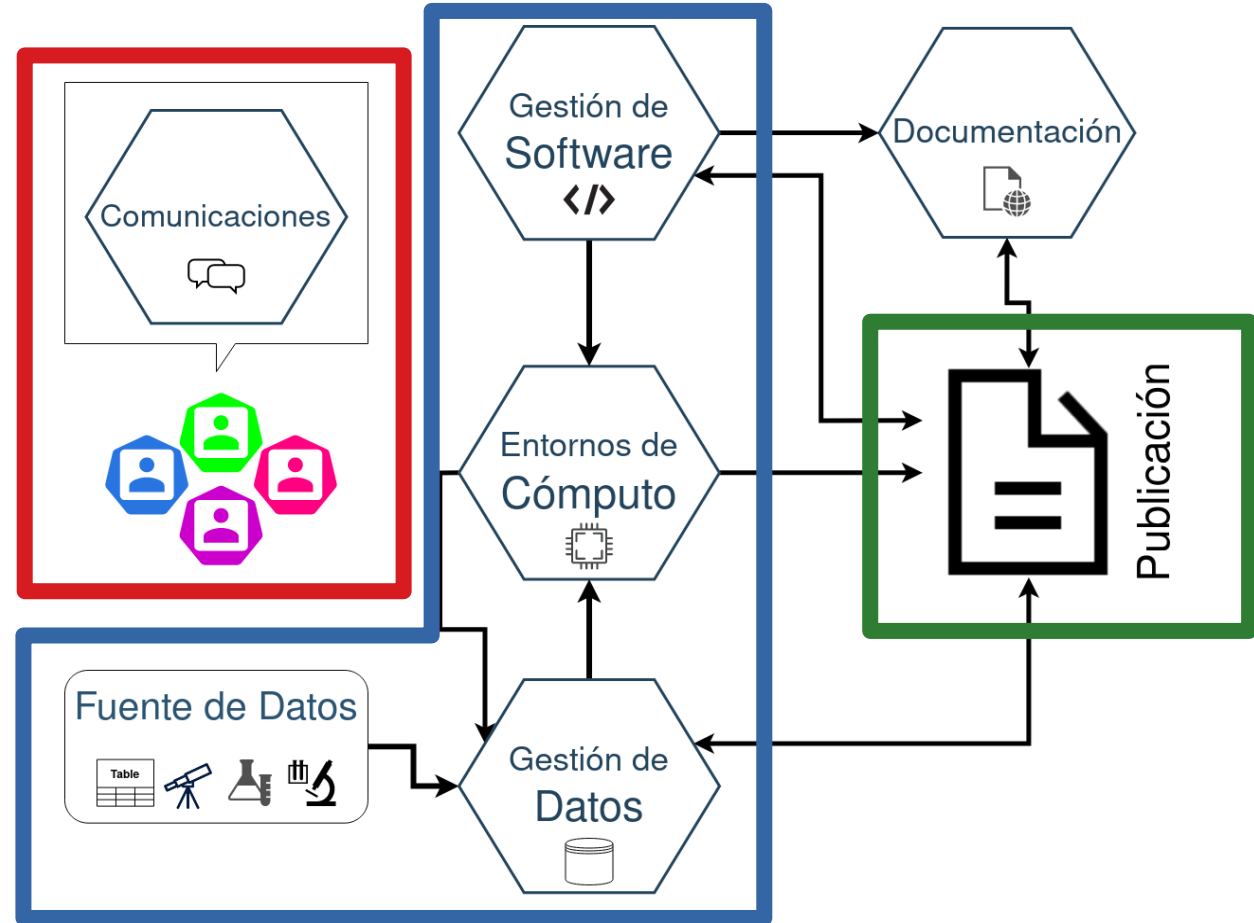 Comunicaciones
Gestión de
Software
</>
Documentación
Entornos de
Cómputo
Publicación
Fuente de Datos
Table
Gestión de
Datos